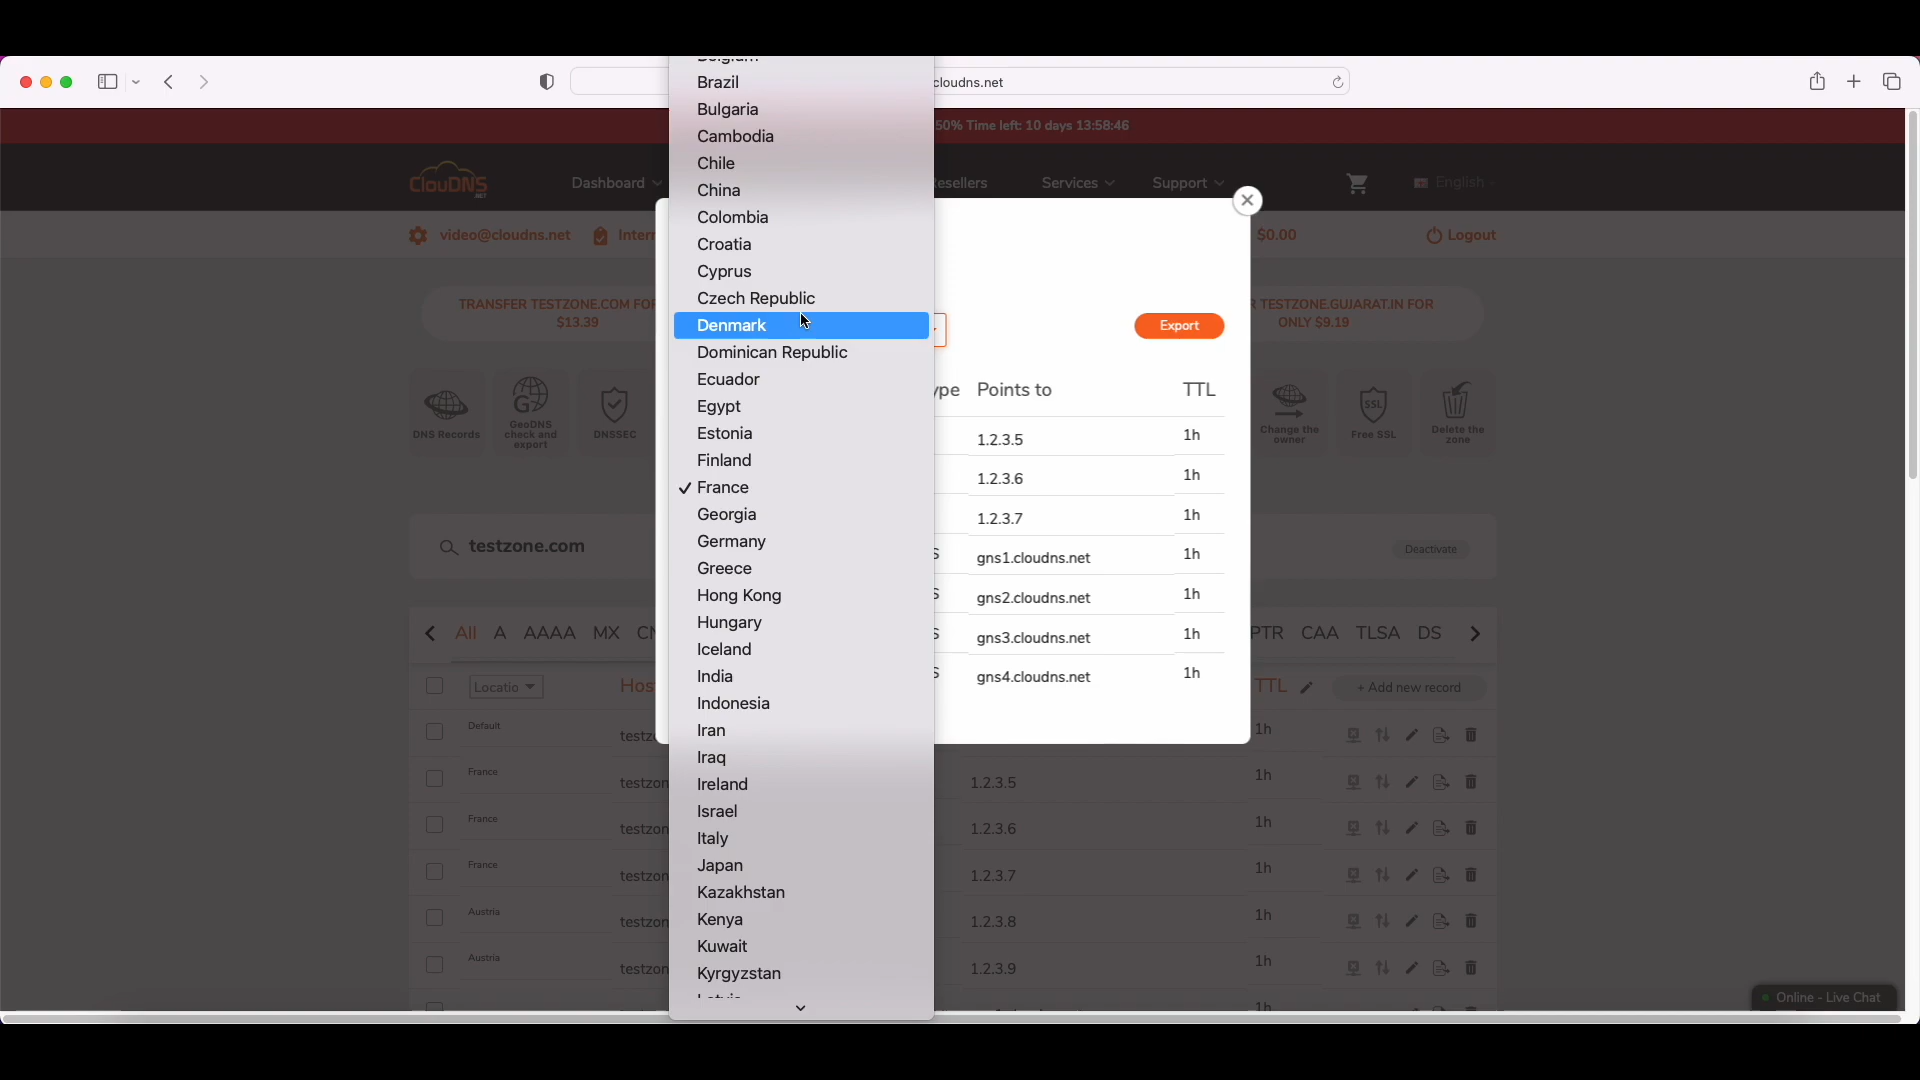 cloudns.net
50% Time left: 10 days 13:58:46
ClouDNS
.NET
Dashboard
Services
Support
English
video@cloudns.net
$0.00
Logout
TRANSFER TESTZONE.COM FOR
$13.39
TESTZONE.GUJARAT.IN FOR
ONLY $9.19
Brazil
Bulgaria
Cambodia
Chile
China
Colombia
Croatia
Cyprus
Czech Republic
Denmark
Dominican Republic
Ecuador
Egypt
Estonia
Finland
✓ France
Georgia
Germany
Greece
Hong Kong
Hungary
Iceland
India
Indonesia
Iran
Iraq
Ireland
Israel
Italy
Japan
Kazakhstan
Kenya
Kuwait
Kyrgyzstan
Export
Points to TTL
1.2.3.5 1h
1.2.3.6 1h
1.2.3.7 1h
gns1.cloudns.net 1h
gns2.cloudns.net 1h
gns3.cloudns.net 1h
gns4.cloudns.net 1h
DNS Records
GeoDNS
check and
export
DNSSEC
Change the
owner
Free SSL
Delete the
zone
testzone.com
Deactivate
All A AAAA MX
PTR CAA TLSA DS
Locatio
TTL
+ Add new record
Default 1h
France 1.2.3.5 1h
France 1.2.3.6 1h
France 1.2.3.7 1h
Austria 1.2.3.8 1h
Austria 1.2.3.9 1h
1h
Online - Live Chat